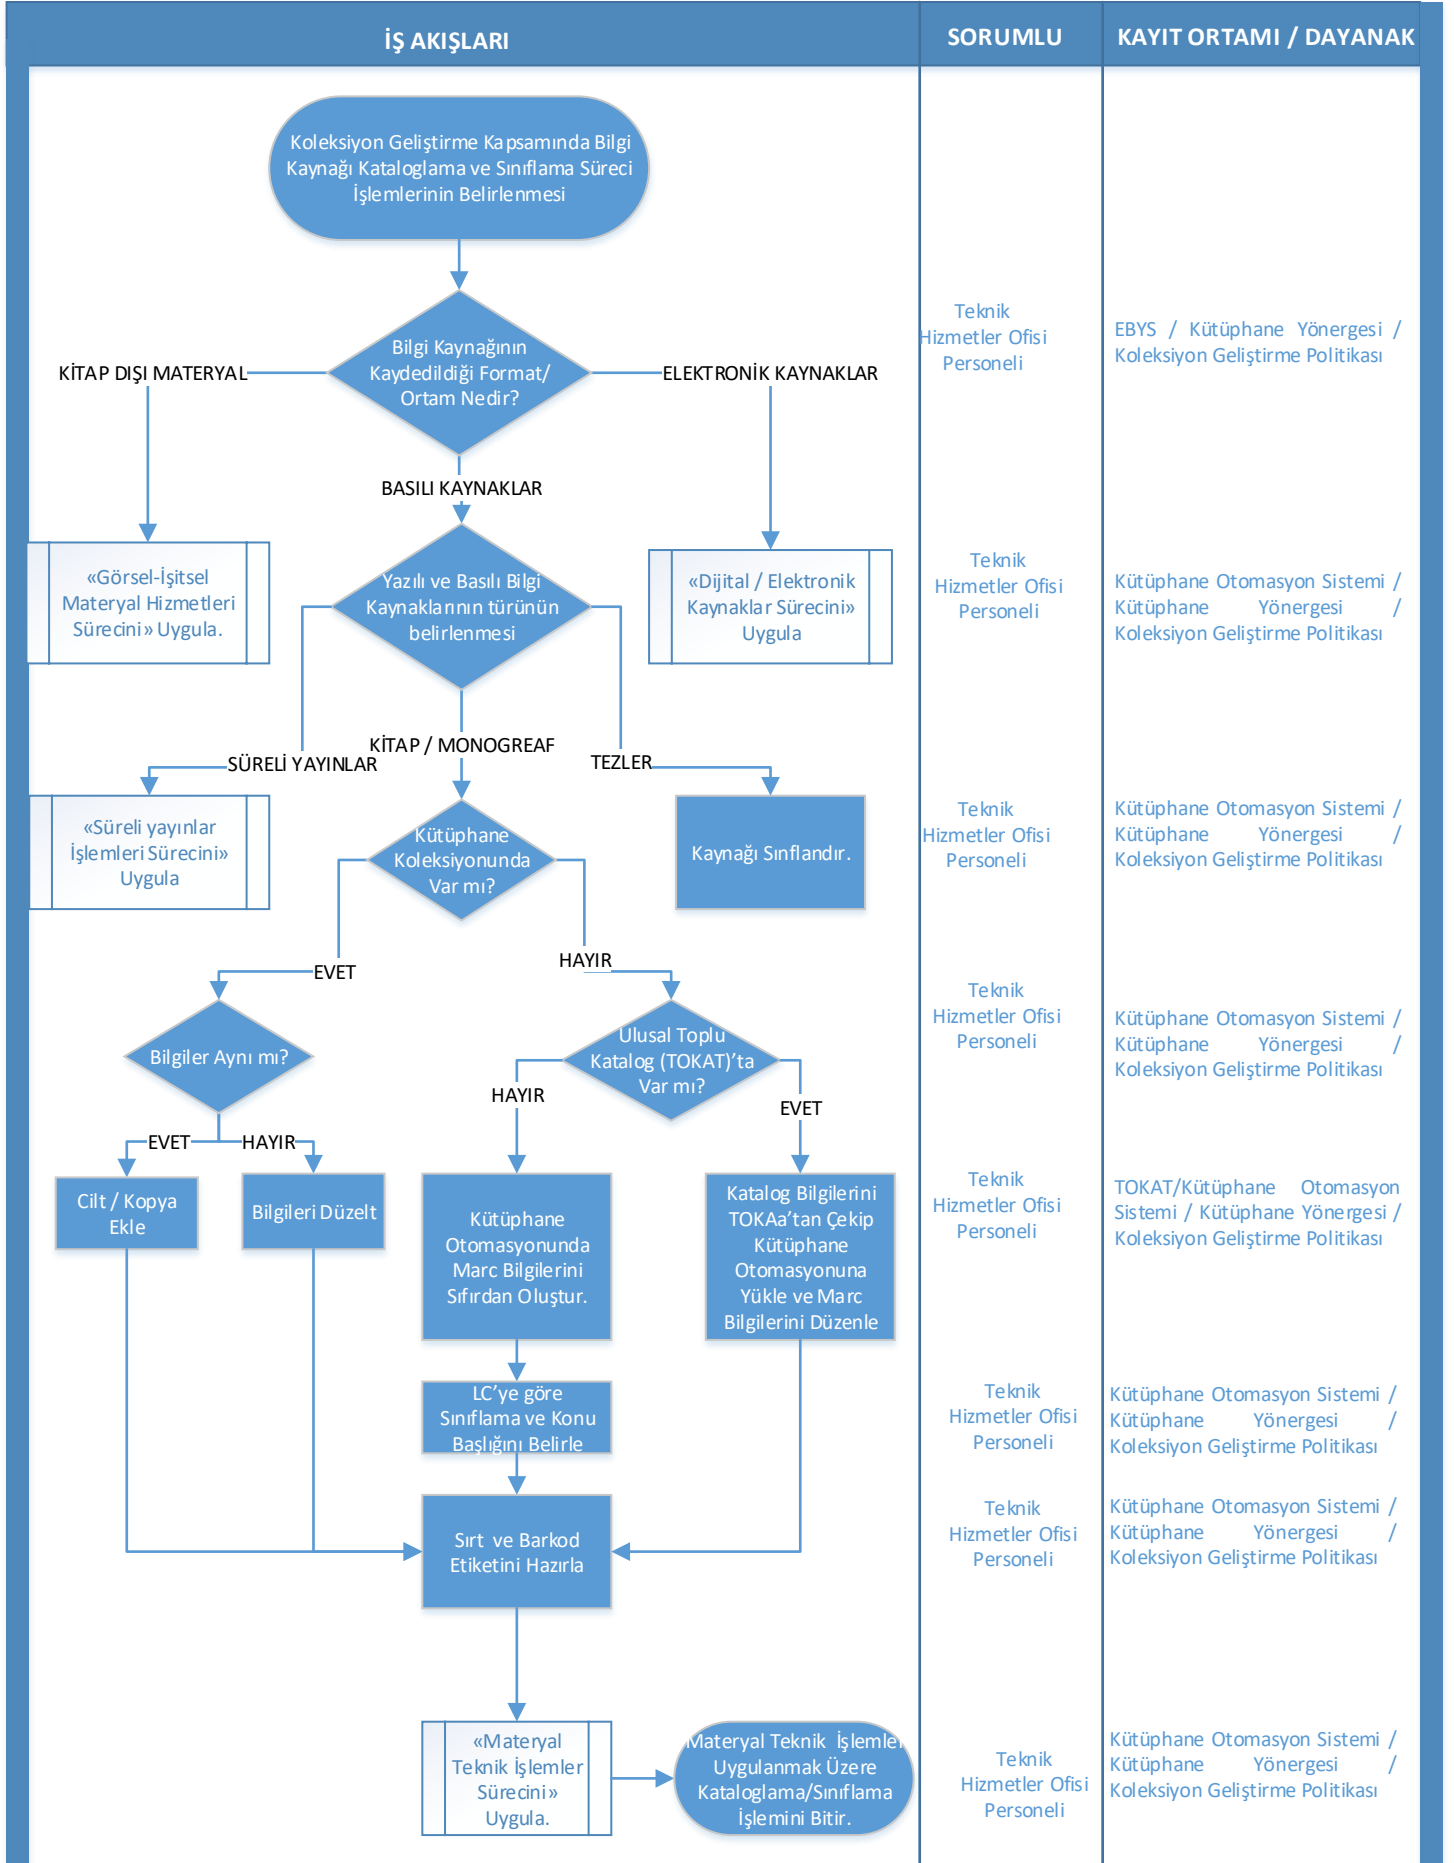 İŞ AKIŞLARI
SORUMLU
KAYIT ORTAMI / DAYANAK
Koleksiyon Geliştirme Kapsamında Bilgi
Kaynağı Kataloglama ve Sınıflama Süreci
İşlemlerinin Belirlenmesi
Bilgi Kaynağının
Kaydedildiği Format/
Ortam Nedir?
KİTAP DIŞI MATERYAL
ELEKTRONİK KAYNAKLAR
BASILI KAYNAKLAR
Teknik
Hizmetler Ofisi
Personeli
EBYS / Kütüphane Yönergesi /
Koleksiyon Geliştirme Politikası
«Görsel-İşitsel
Materyal Hizmetleri
Sürecini» Uygula.
Yazılı ve Basılı Bilgi
Kaynaklarının türünün
belirlenmesi
«Dijital / Elektronik
Kaynaklar Sürecini»
Uygula
Teknik
Hizmetler Ofisi
Personeli
Kütüphane Otomasyon Sistemi /
Kütüphane Yönergesi /
Koleksiyon Geliştirme Politikası
SÜRELİ YAYINLAR
KİTAP / MONOGREAF
TEZLER
«Süreli yayınlar
İşlemleri Sürecini»
Uygula
Kütüphane
Koleksiyonunda
Var mı?
Kaynağı Sınflandır.
Teknik
Hizmetler Ofisi
Personeli
Kütüphane Otomasyon Sistemi /
Kütüphane Yönergesi /
Koleksiyon Geliştirme Politikası
EVET
HAYIR
Bilgiler Aynı mı?
Ulusal Toplu
Katalog (TOKAT)’ta
Var mı?
Teknik
Hizmetler Ofisi
Personeli
Kütüphane Otomasyon Sistemi /
Kütüphane Yönergesi /
Koleksiyon Geliştirme Politikası
EVET
HAYIR
HAYIR
EVET
Cilt / Kopya
Ekle
Bilgileri Düzelt
Kütüphane
Otomasyonunda
Marc Bilgilerini
Sıfırdan Oluştur.
Katalog Bilgilerini
TOKAa’tan Çekip
Kütüphane
Otomasyonuna
Yükle ve Marc
Bilgilerini Düzenle
Teknik
Hizmetler Ofisi
Personeli
TOKAT/Kütüphane Otomasyon
Sistemi / Kütüphane Yönergesi /
Koleksiyon Geliştirme Politikası
LC’ye göre
Sınıflama ve Konu
Başlığını Belirle
Teknik
Hizmetler Ofisi
Personeli
Kütüphane Otomasyon Sistemi /
Kütüphane Yönergesi /
Koleksiyon Geliştirme Politikası
Sırt ve Barkod
Etiketini Hazırla
Teknik
Hizmetler Ofisi
Personeli
Kütüphane Otomasyon Sistemi /
Kütüphane Yönergesi /
Koleksiyon Geliştirme Politikası
«Materyal
Teknik İşlemler
Sürecini»
Uygula.
Materyal Teknik İşlemler
Uygulanmak Üzere
Kataloglama/Sınıflama
İşlemini Bitir.
Teknik
Hizmetler Ofisi
Personeli
Kütüphane Otomasyon Sistemi /
Kütüphane Yönergesi /
Koleksiyon Geliştirme Politikası